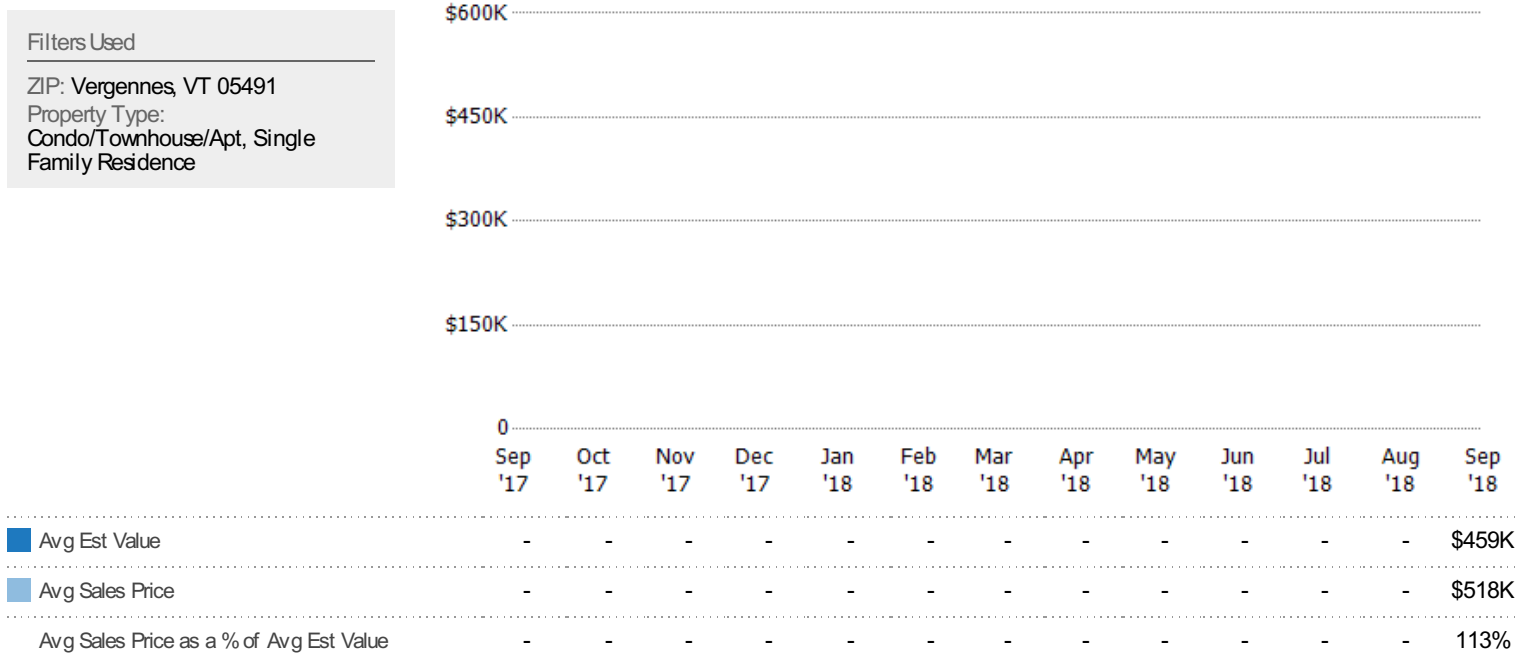 Filters Used
ZIP: Vergennes, VT 05491
Property Type:
Condo/Townhouse/Apt, Single
Family Residence
$600K
$450K
$300K
$150K
0
Sep Oct Nov Dec Jan Feb Mar Apr May Jun Jul Aug Sep
'17 '17 '17 '17 '18 '18 '18 '18 '18 '18 '18 '18 '18
Avg Est Value - - - - - - - - - - - - $459K
Avg Sales Price - - - - - - - - - - - - $518K
Avg Sales Price as a % of Avg Est Value - - - - - - - - - - - - 113%